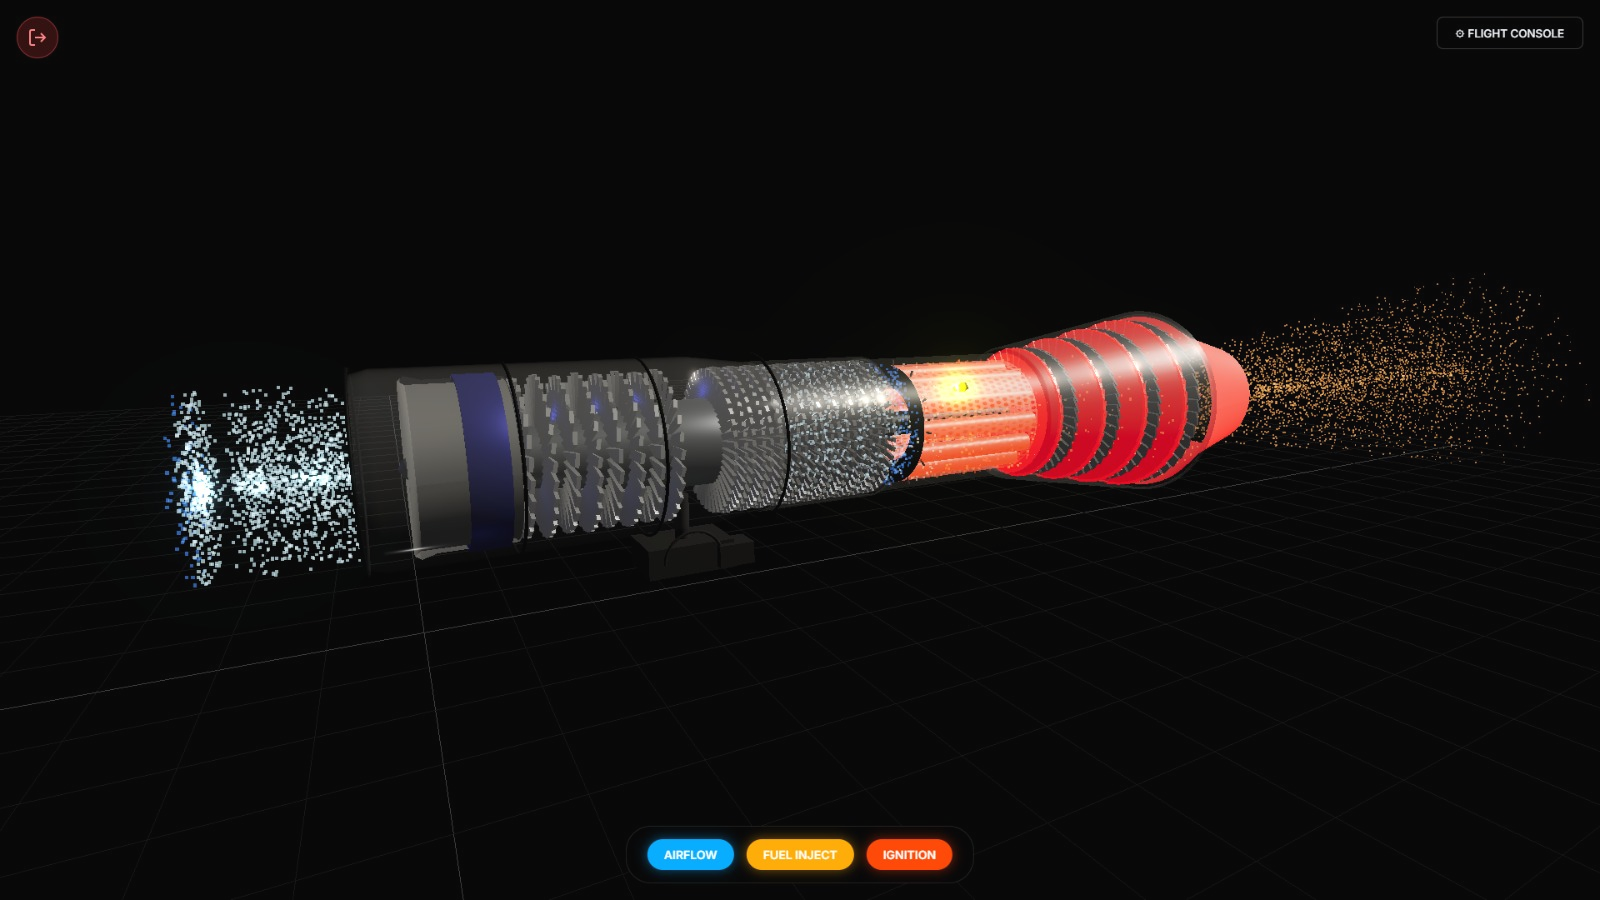 ⚙ FLIGHT CONSOLE
AIRFLOW
FUEL INJECT
IGNITION